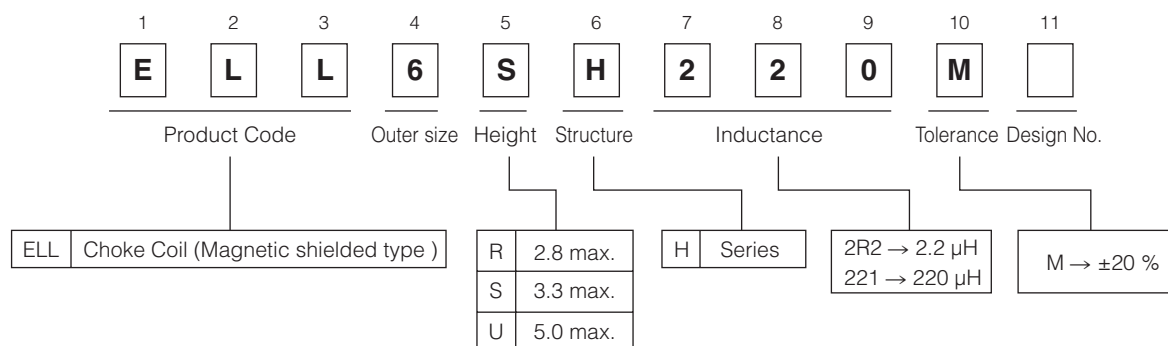 1 2 3 4 5 6 7 8 9 10 11
E L L 6 S H 2 2 0 M
Product Code Outer size Height Structure Inductance Tolerance Design No.
ELL Choke Coil (Magnetic shielded type )
R 2.8 max.
S 3.3 max.
U 5.0 max.
H Series
2R2 → 2.2 µH
221 → 220 µH
M → ±20 %